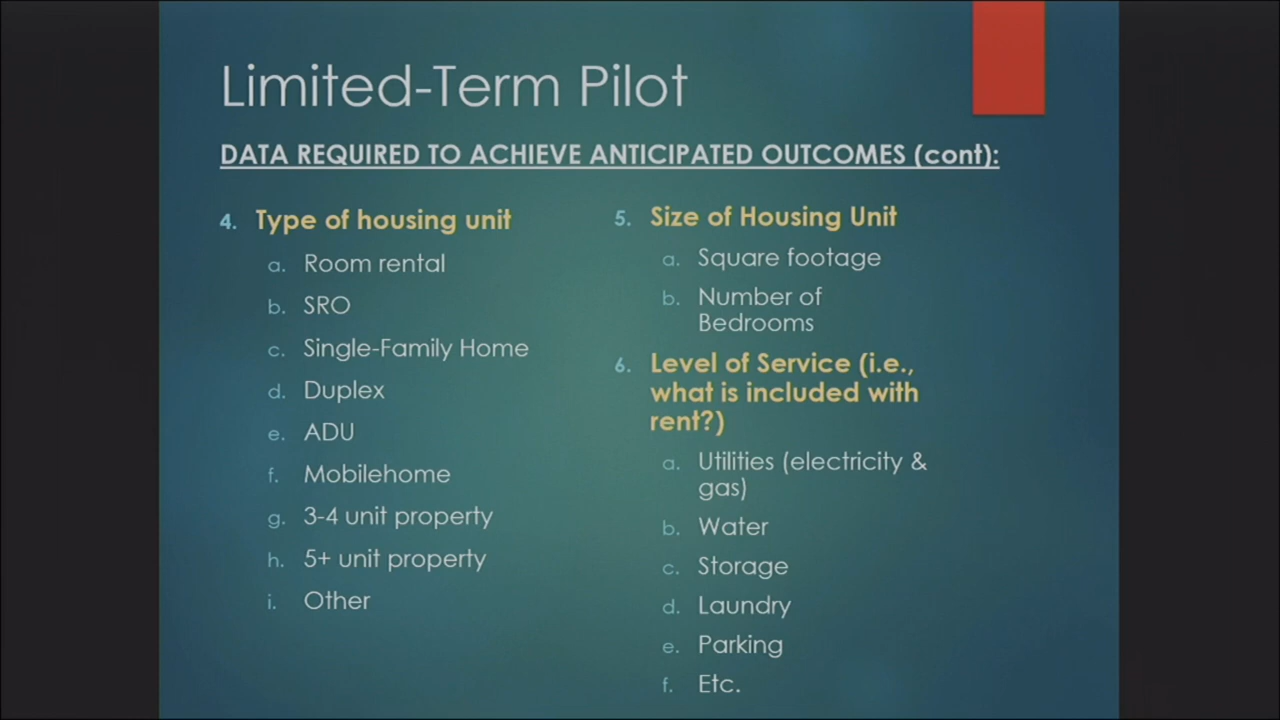 Limited-Term Pilot
DATA REQUIRED TO ACHIEVE ANTICIPATED OUTCOMES (cont):
4. Type of housing unit
a. Room rental
b. SRO
c. Single-Family Home
d. Duplex
e. ADU
f. Mobilehome
g. 3-4 unit property
h. 5+ unit property
i. Other
5. Size of Housing Unit
a. Square footage
b. Number of
Bedrooms
6. Level of Service (i.e.,
what is included with
rent?)
a. Utilities (electricity &
gas)
b. Water
c. Storage
d. Laundry
e. Parking
f. Etc.